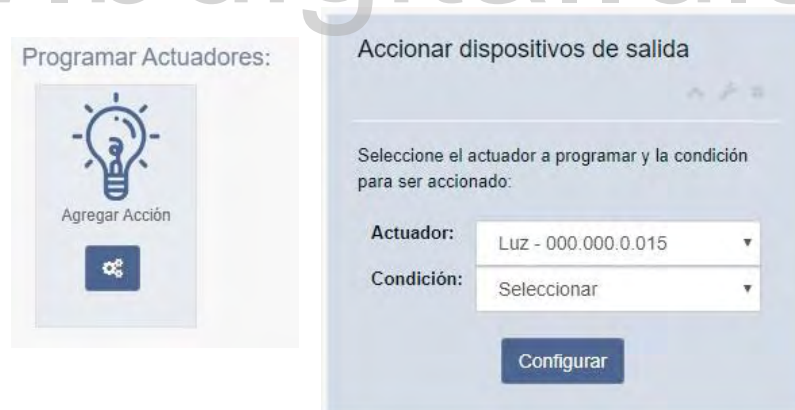 Programar Actuadores:
Agregar Acción
Accionar dispositivos de salida
Seleccione el actuador a programar y la condición
para ser accionado:
Actuador:
Luz - 000.000.0.015
Condición:
Seleccionar
Configurar